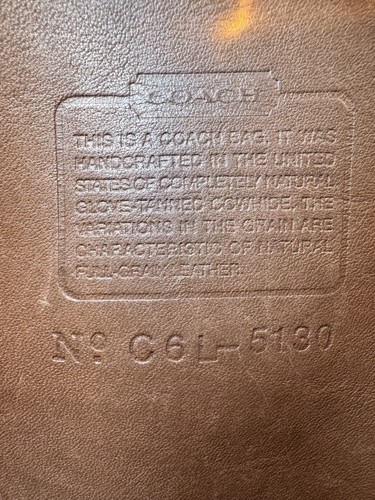 COACH
THIS IS A COACH BAG. IT WAS
HANDCRAFTED IN THE UNITED
STATES OF COMPLETELY NATURAL
GLOVE-TANNED COWHIDE. THE
VARIATIONS IN THE GRAIN ARE
CHARACTERISTIC OF NATURAL
FULL-GRAIN LEATHER.
Nº C6L-5130